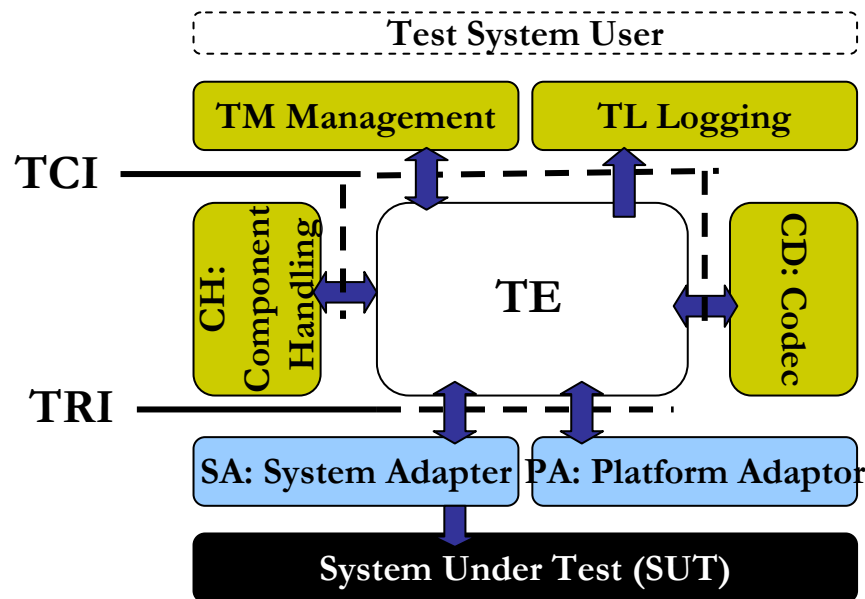 Test System User
TM Management
TL Logging
TCI
CH:
Component
Handling
TE
CD: Codec
TRI
SA: System Adapter
PA: Platform Adaptor
System Under Test (SUT)